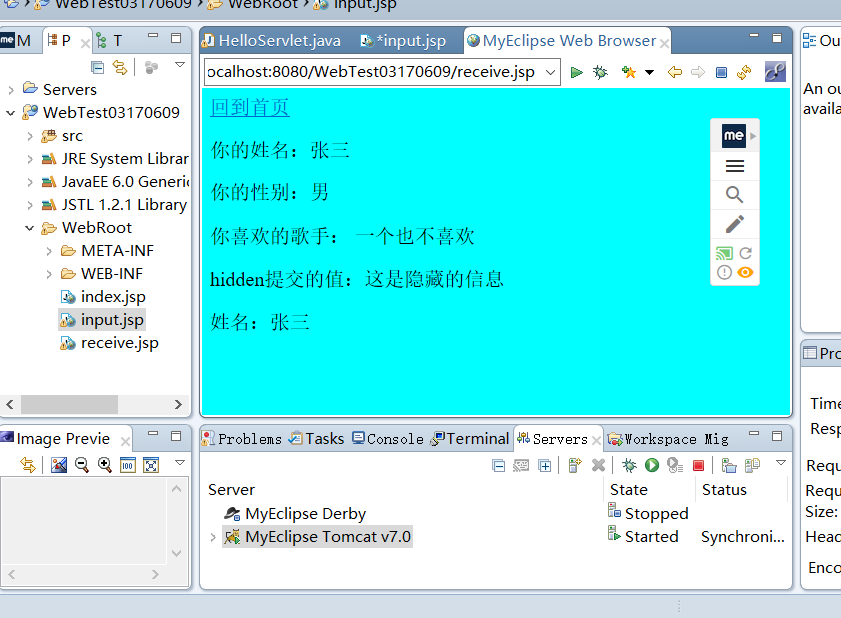 WebTest03170609 › WebRoot › input.jsp
me M P T
HelloServlet.java *input.jsp MyEclipse Web Browser
Ou
ocalhost:8080/WebTest03170609/receive.jsp
Servers
WebTest03170609
src
JRE System Librar
JavaEE 6.0 Generi
JSTL 1.2.1 Library
WebRoot
META-INF
WEB-INF
index.jsp
input.jsp
receive.jsp
回到首页
你的姓名：张三
你的性别：男
你喜欢的歌手： 一个也不喜欢
hidden提交的值：这是隐藏的信息
姓名：张三
me
An ou
availa
Pro
Time
Resp
Requ
Requ
Size:
Head
Enco
Image Previe
Problems Tasks Console Terminal Servers Workspace Mig
Server State Status
MyEclipse Derby Stopped
MyEclipse Tomcat v7.0 Started Synchroni...